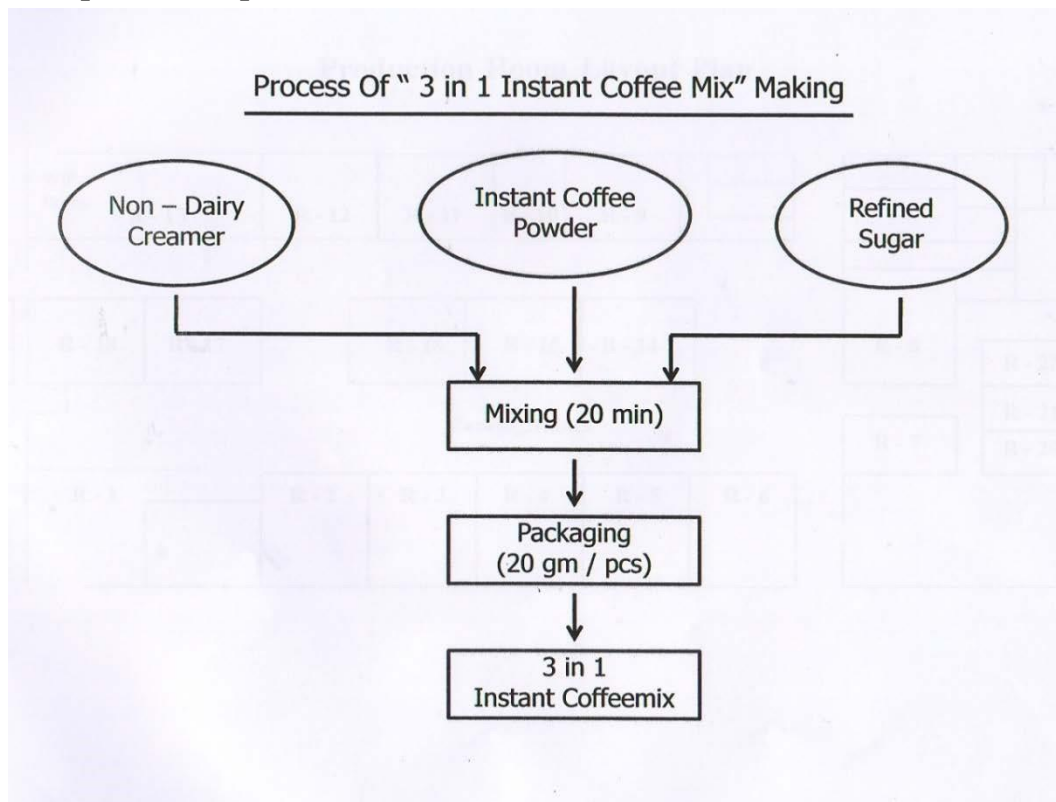 Process Of “ 3 in 1 Instant Coffee Mix” Making
Non – Dairy
Creamer
Instant Coffee
Powder
Refined
Sugar
Mixing (20 min)
Packaging
(20 gm / pcs)
3 in 1
Instant Coffeemix